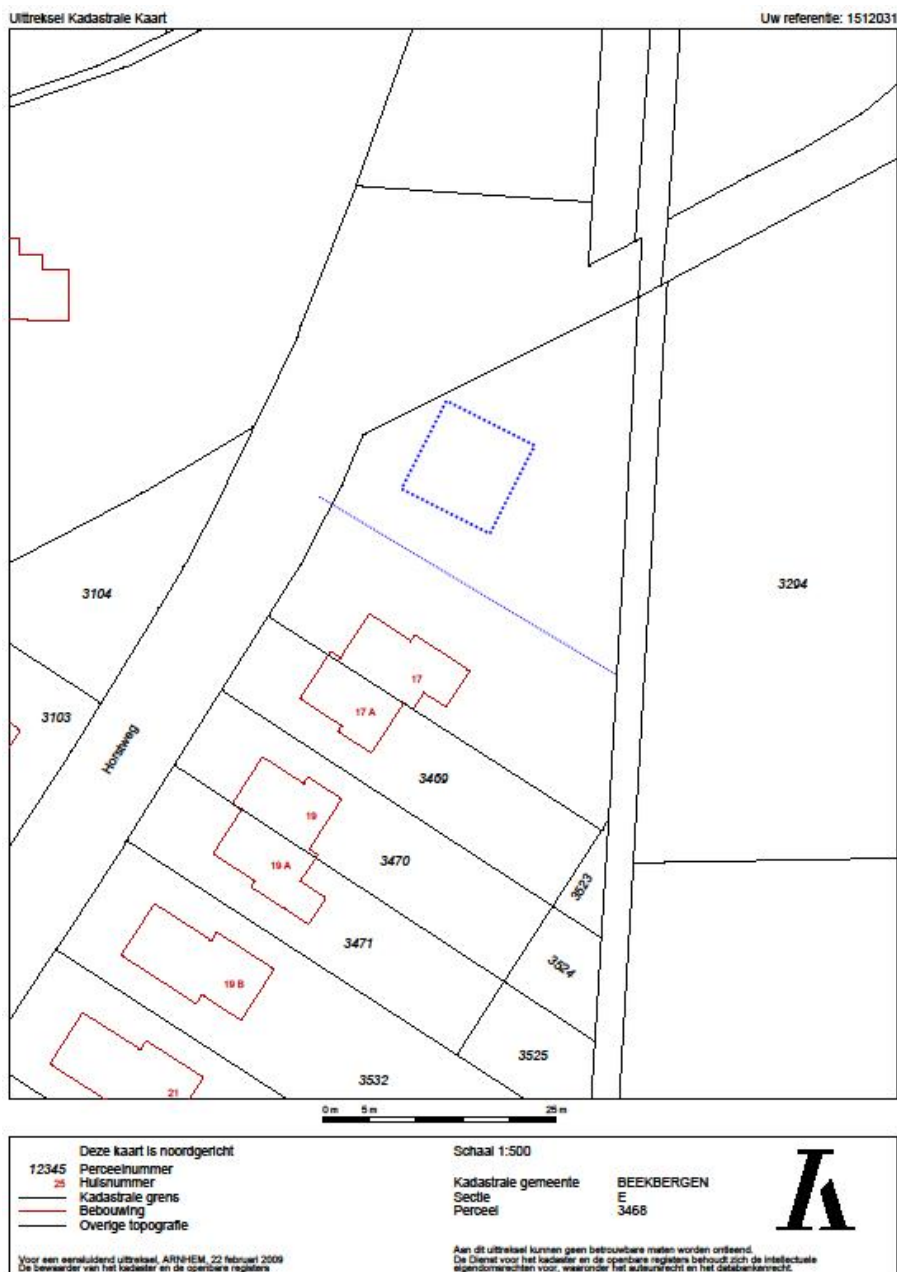 Uittreksel Kadastrale Kaart
Uw referentie: 1512031
3104
3294
3103
Horstweg
17
17 A
3469
19
19 A
3470
3523
3471
3524
19 B
3525
3532
21
0 m 5 m 25 m
Deze kaart is noordgericht
12345 Perceelnummer
25 Huisnummer
Kadastrale grens
Bebouwing
Overige topografie
Schaal 1:500
Kadastrale gemeente BEEKBERGEN
Sectie E
Perceel 3468
Voor een eensluidend uittreksel, ARNHEM, 22 februari 2009
De bewaarder van het kadaster en de openbare registers
Aan dit uittreksel kunnen geen betrouwbare maten worden ontleend.
De Dienst voor het kadaster en de openbare registers behoudt zich de intellectuele
eigendomsrechten voor, waaronder het auteursrecht en het databankenrecht.